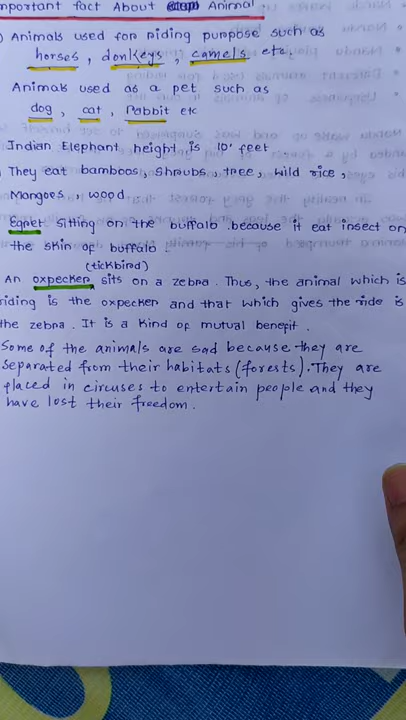 mportant fact About Animal
) Animals used for Riding purpose such as
horses, donkeys, camels etc.
Animals used as a pet such as
dog, cat, Rabbit etc
Indian Elephant height is 10' feet
They eat bamboos, shrubs, tree, wild rice,
Mangoes, wood
Egret sitting on the buffalo because it eat insect on
the skin of buffalo.
(tickbird)
An oxpecker sits on a zebra. Thus, the animal which is
riding is the oxpecker and that which gives the ride is
the zebra. It is a kind of mutual benefit.
Some of the animals are sad because they are
separated from their habitats (forests). They are
placed in circuses to entertain people and they
have lost their freedom.